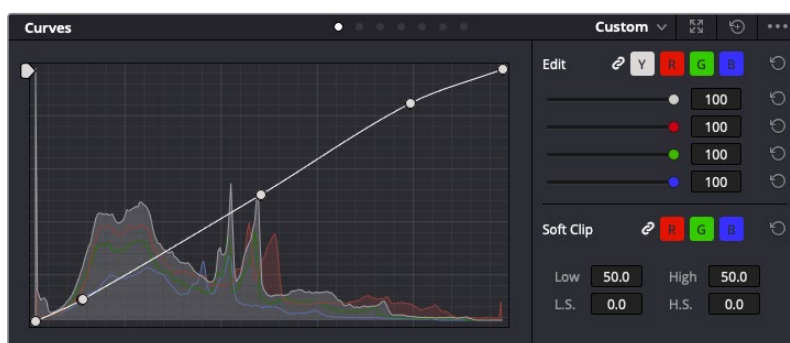 Curves Custom
Edit Y R G B
100
100
100
100
Soft Clip R G B
Low 50.0 High 50.0
L.S. 0.0 H.S. 0.0